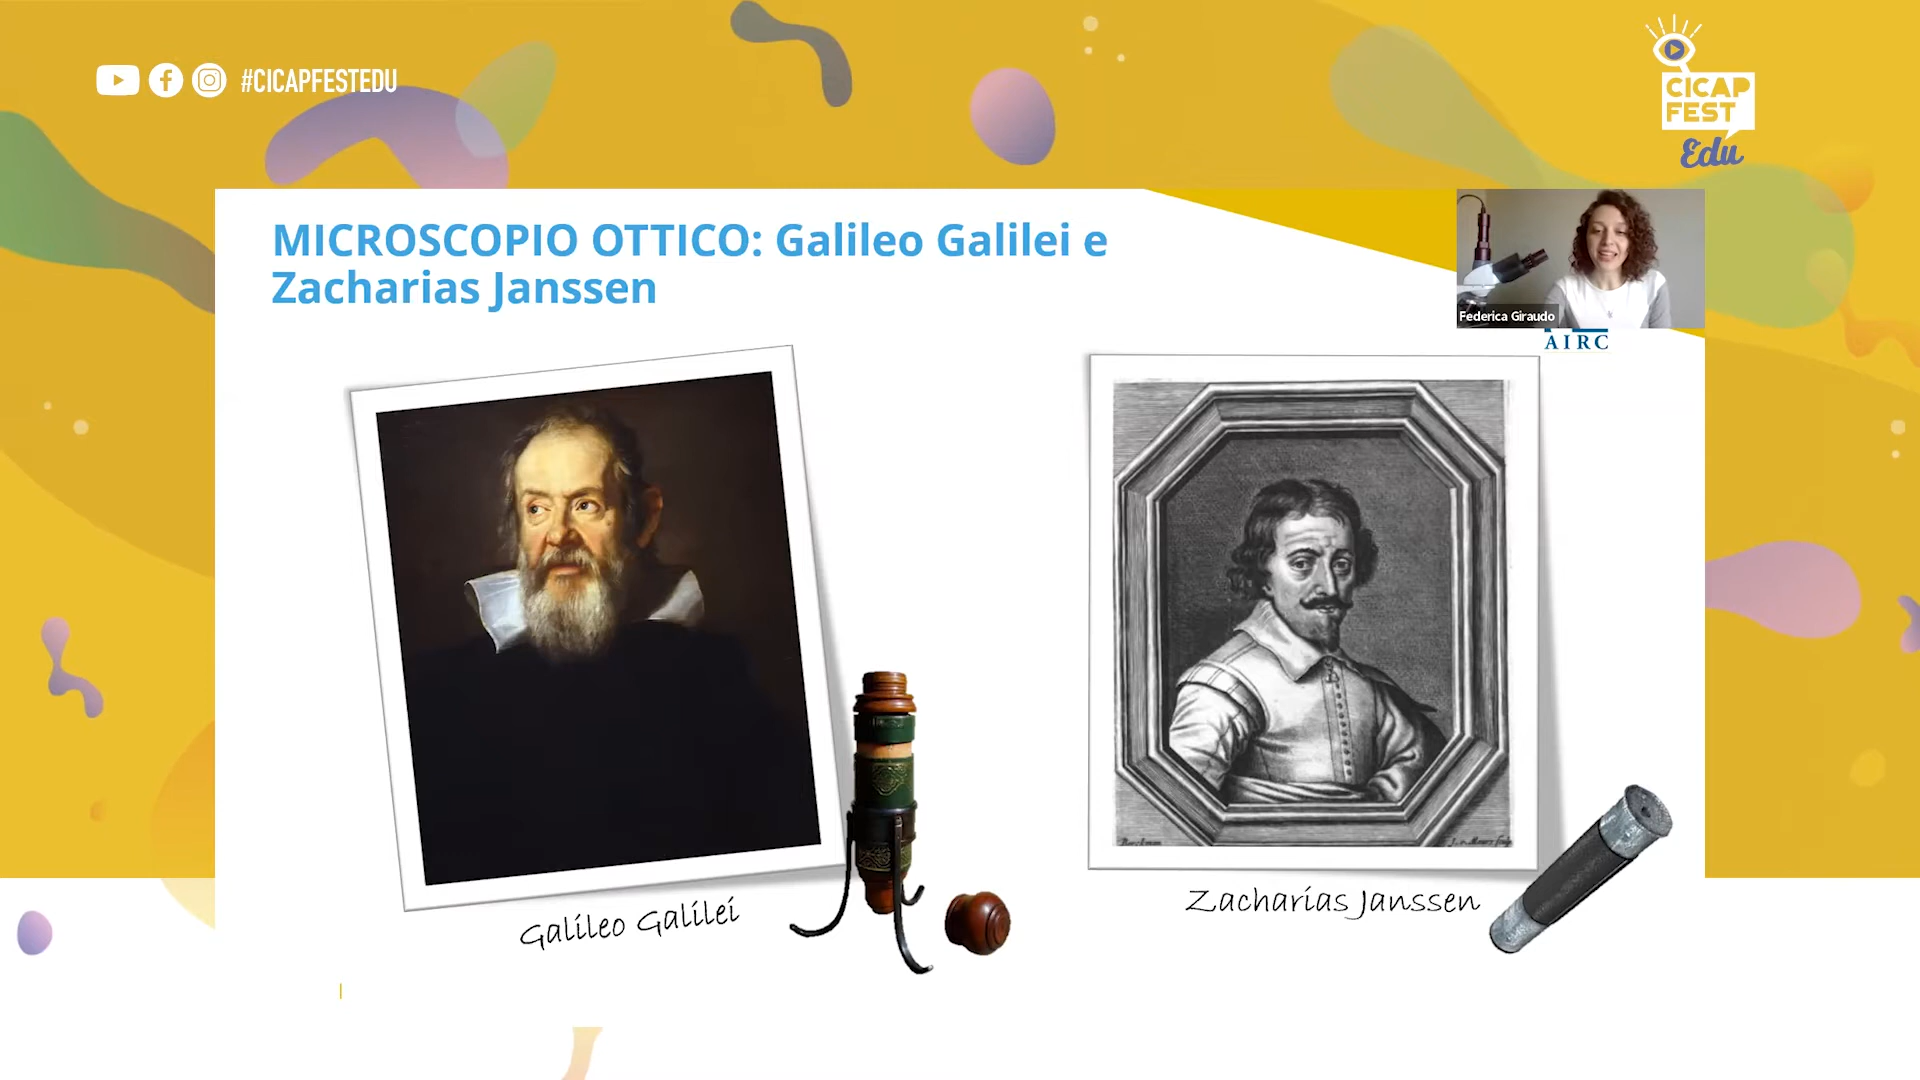 #CICAPFESTEDU
CICAP
FEST
Edu
MICROSCOPIO OTTICO: Galileo Galilei e
Zacharias Janssen
Federica Giraudo
AIRC
Galileo Galilei
Zacharias Janssen